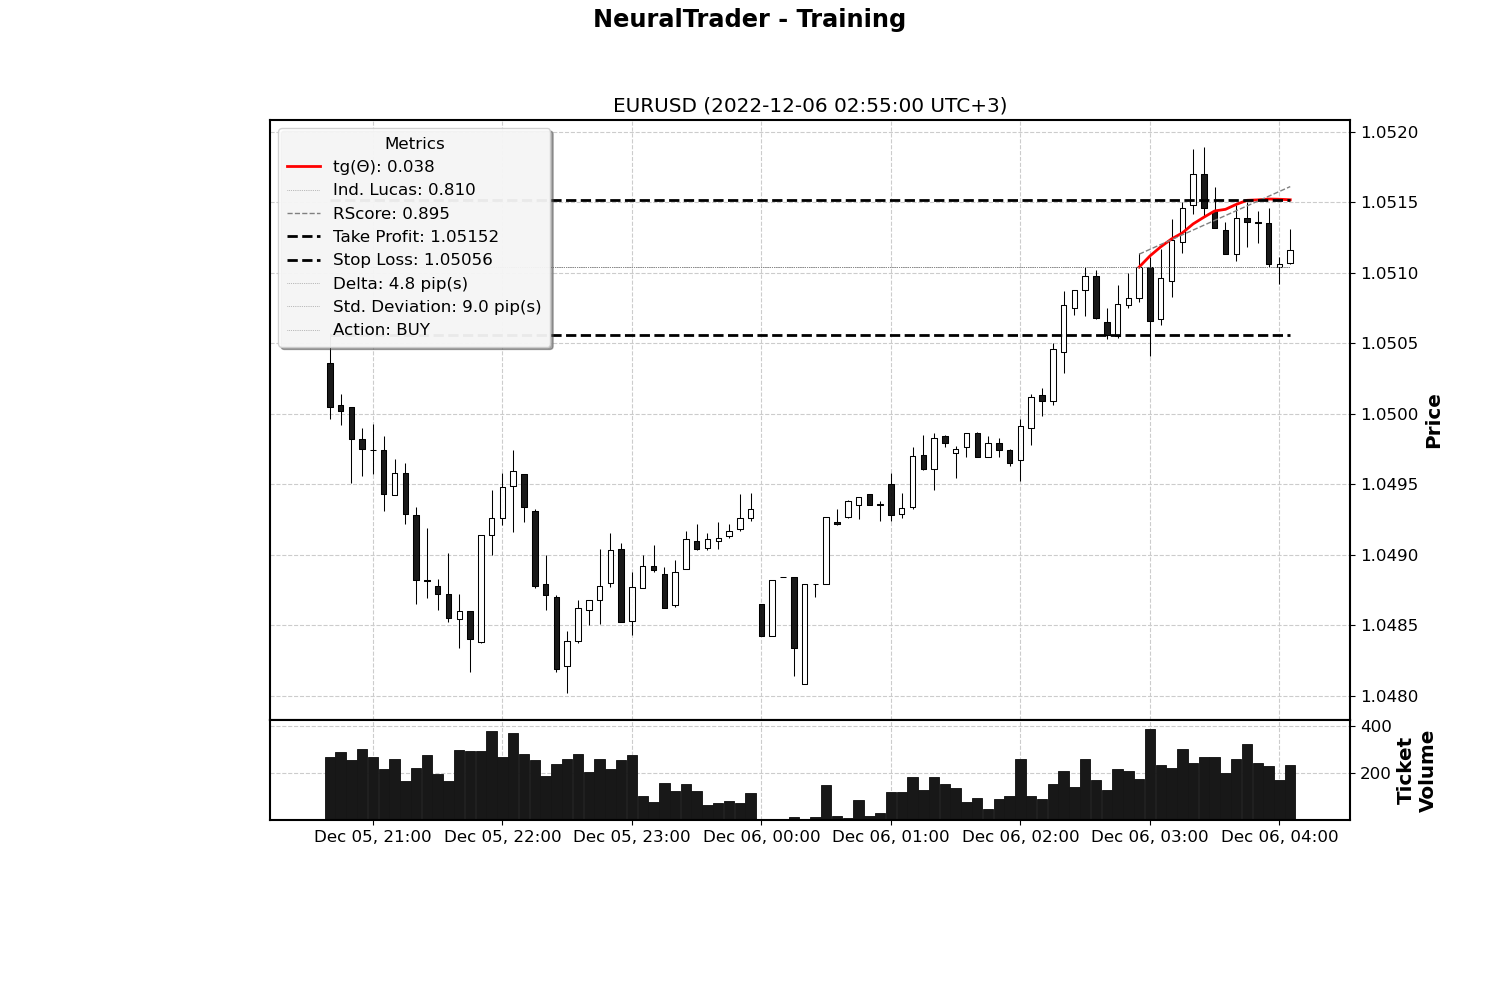 NeuralTrader - Training
EURUSD (2022-12-06 02:55:00 UTC+3)
Metrics
tg(Θ): 0.038
Ind. Lucas: 0.810
RScore: 0.895
Take Profit: 1.05152
Stop Loss: 1.05056
Delta: 4.8 pip(s)
Std. Deviation: 9.0 pip(s)
Action: BUY
1.0520
1.0515
1.0510
1.0505
1.0500
1.0495
1.0490
1.0485
1.0480
Price
400
200
Ticket
Volume
Dec 05, 21:00
Dec 05, 22:00
Dec 05, 23:00
Dec 06, 00:00
Dec 06, 01:00
Dec 06, 02:00
Dec 06, 03:00
Dec 06, 04:00